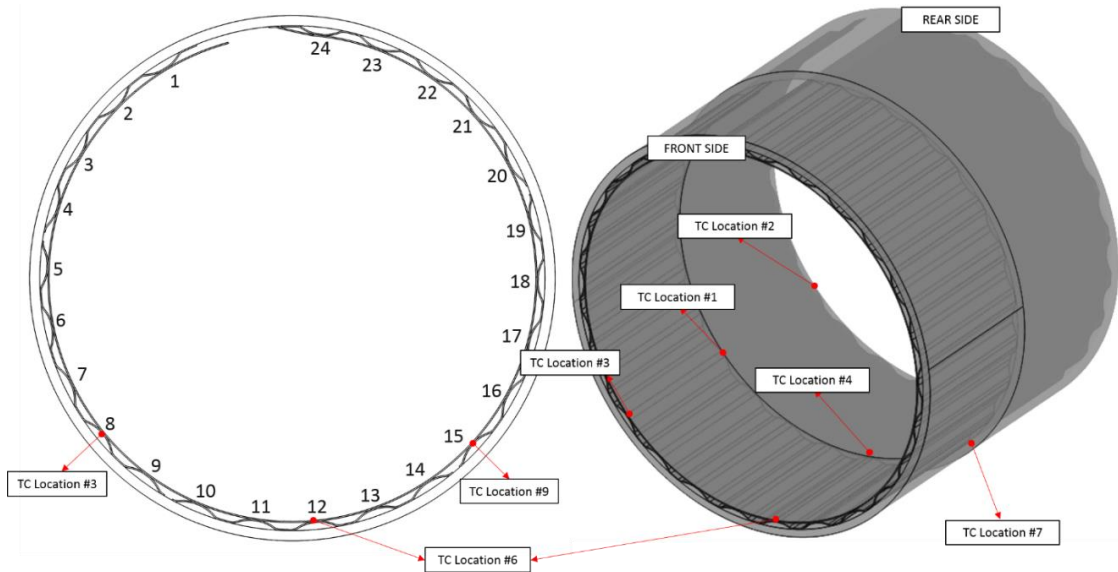 REAR SIDE
FRONT SIDE
24
23
22
21
20
19
18
17
16
15
14
13
12
11
10
9
8
7
6
5
4
3
2
1
TC Location #2
TC Location #1
TC Location #3
TC Location #4
TC Location #3
TC Location #9
TC Location #6
TC Location #7